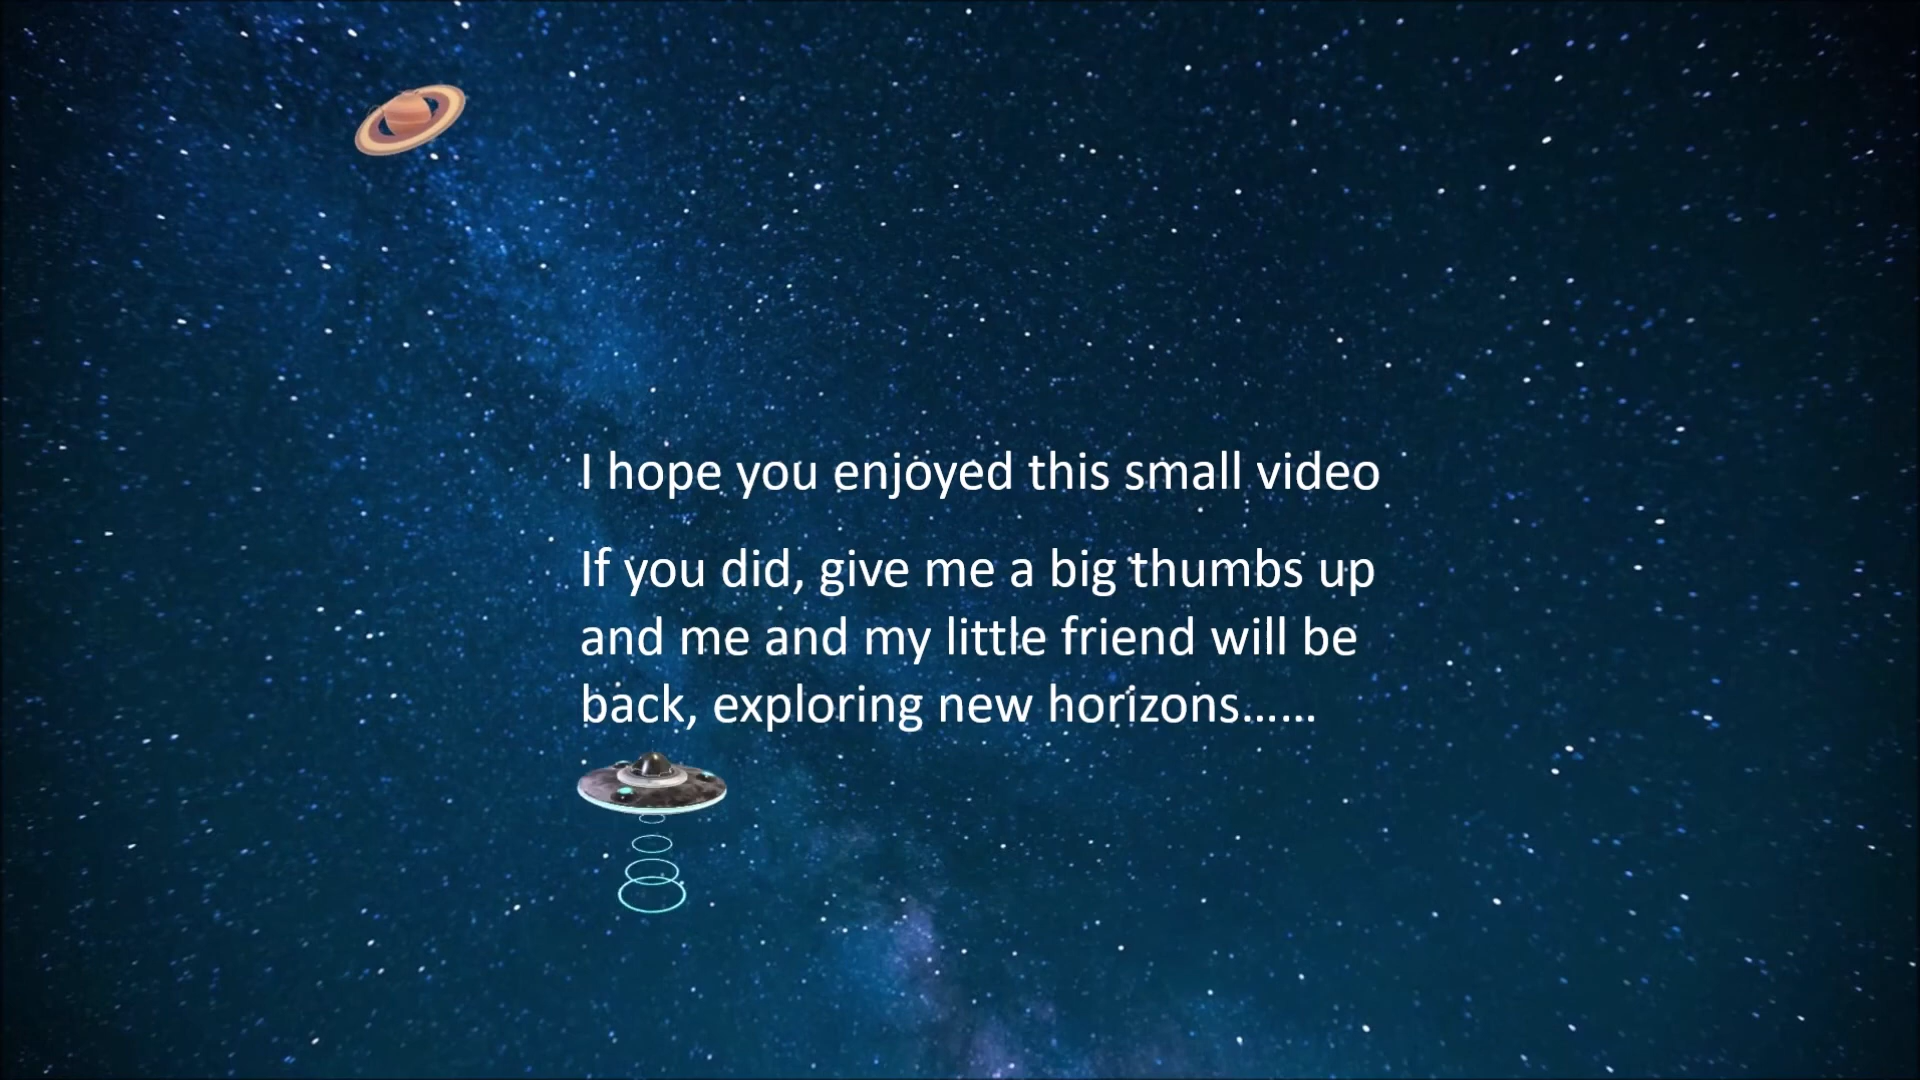 I hope you enjoyed this small video
If you did, give me a big thumbs up
and me and my little friend will be
back, exploring new horizons......